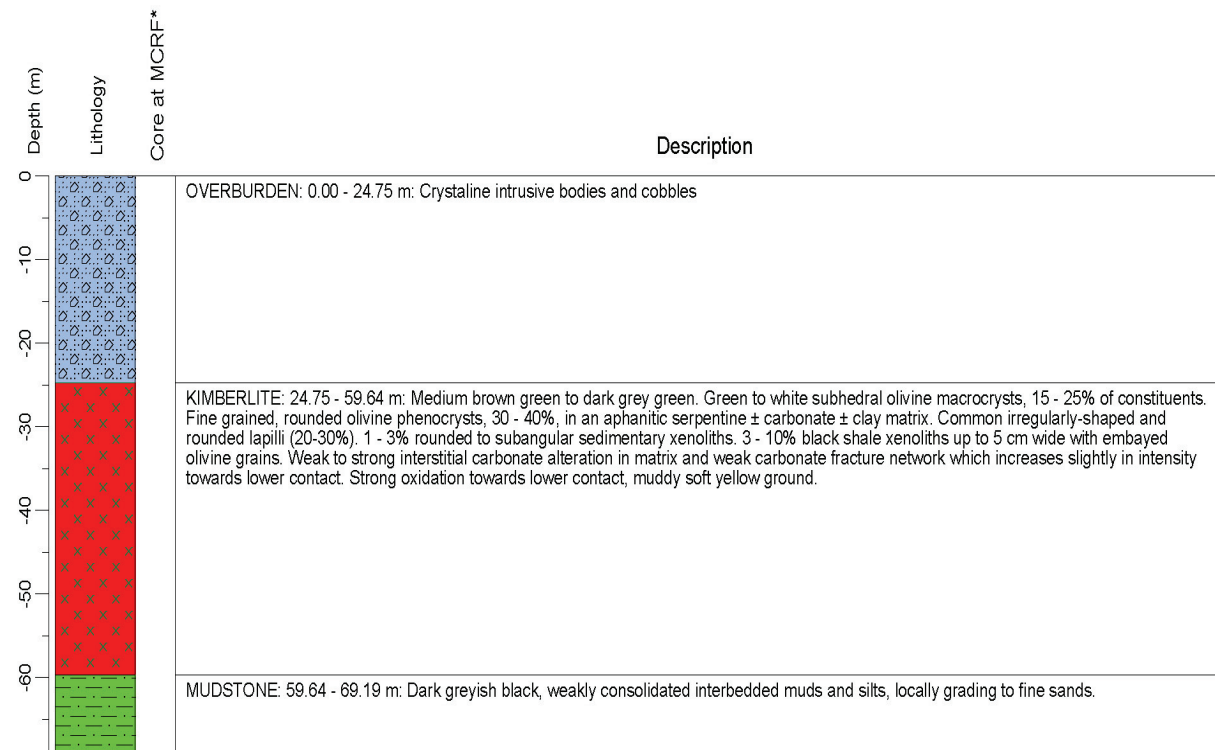 Depth (m)
Lithology
Core at MCRF*
Description
0
OVERBURDEN: 0.00 - 24.75 m: Crystaline intrusive bodies and cobbles
-10
-20
KIMBERLITE: 24.75 - 59.64 m: Medium brown green to dark grey green. Green to white subhedral olivine macrocrysts, 15 - 25% of constituents.
Fine grained, rounded olivine phenocrysts, 30 - 40%, in an aphanitic serpentine ± carbonate ± clay matrix. Common irregularly-shaped and
rounded lapilli (20-30%). 1 - 3% rounded to subangular sedimentary xenoliths. 3 - 10% black shale xenoliths up to 5 cm wide with embayed
olivine grains. Weak to strong interstitial carbonate alteration in matrix and weak carbonate fracture network which increases slightly in intensity
towards lower contact. Strong oxidation towards lower contact, muddy soft yellow ground.
-30
-40
-50
-60
MUDSTONE: 59.64 - 69.19 m: Dark greyish black, weakly consolidated interbedded muds and silts, locally grading to fine sands.